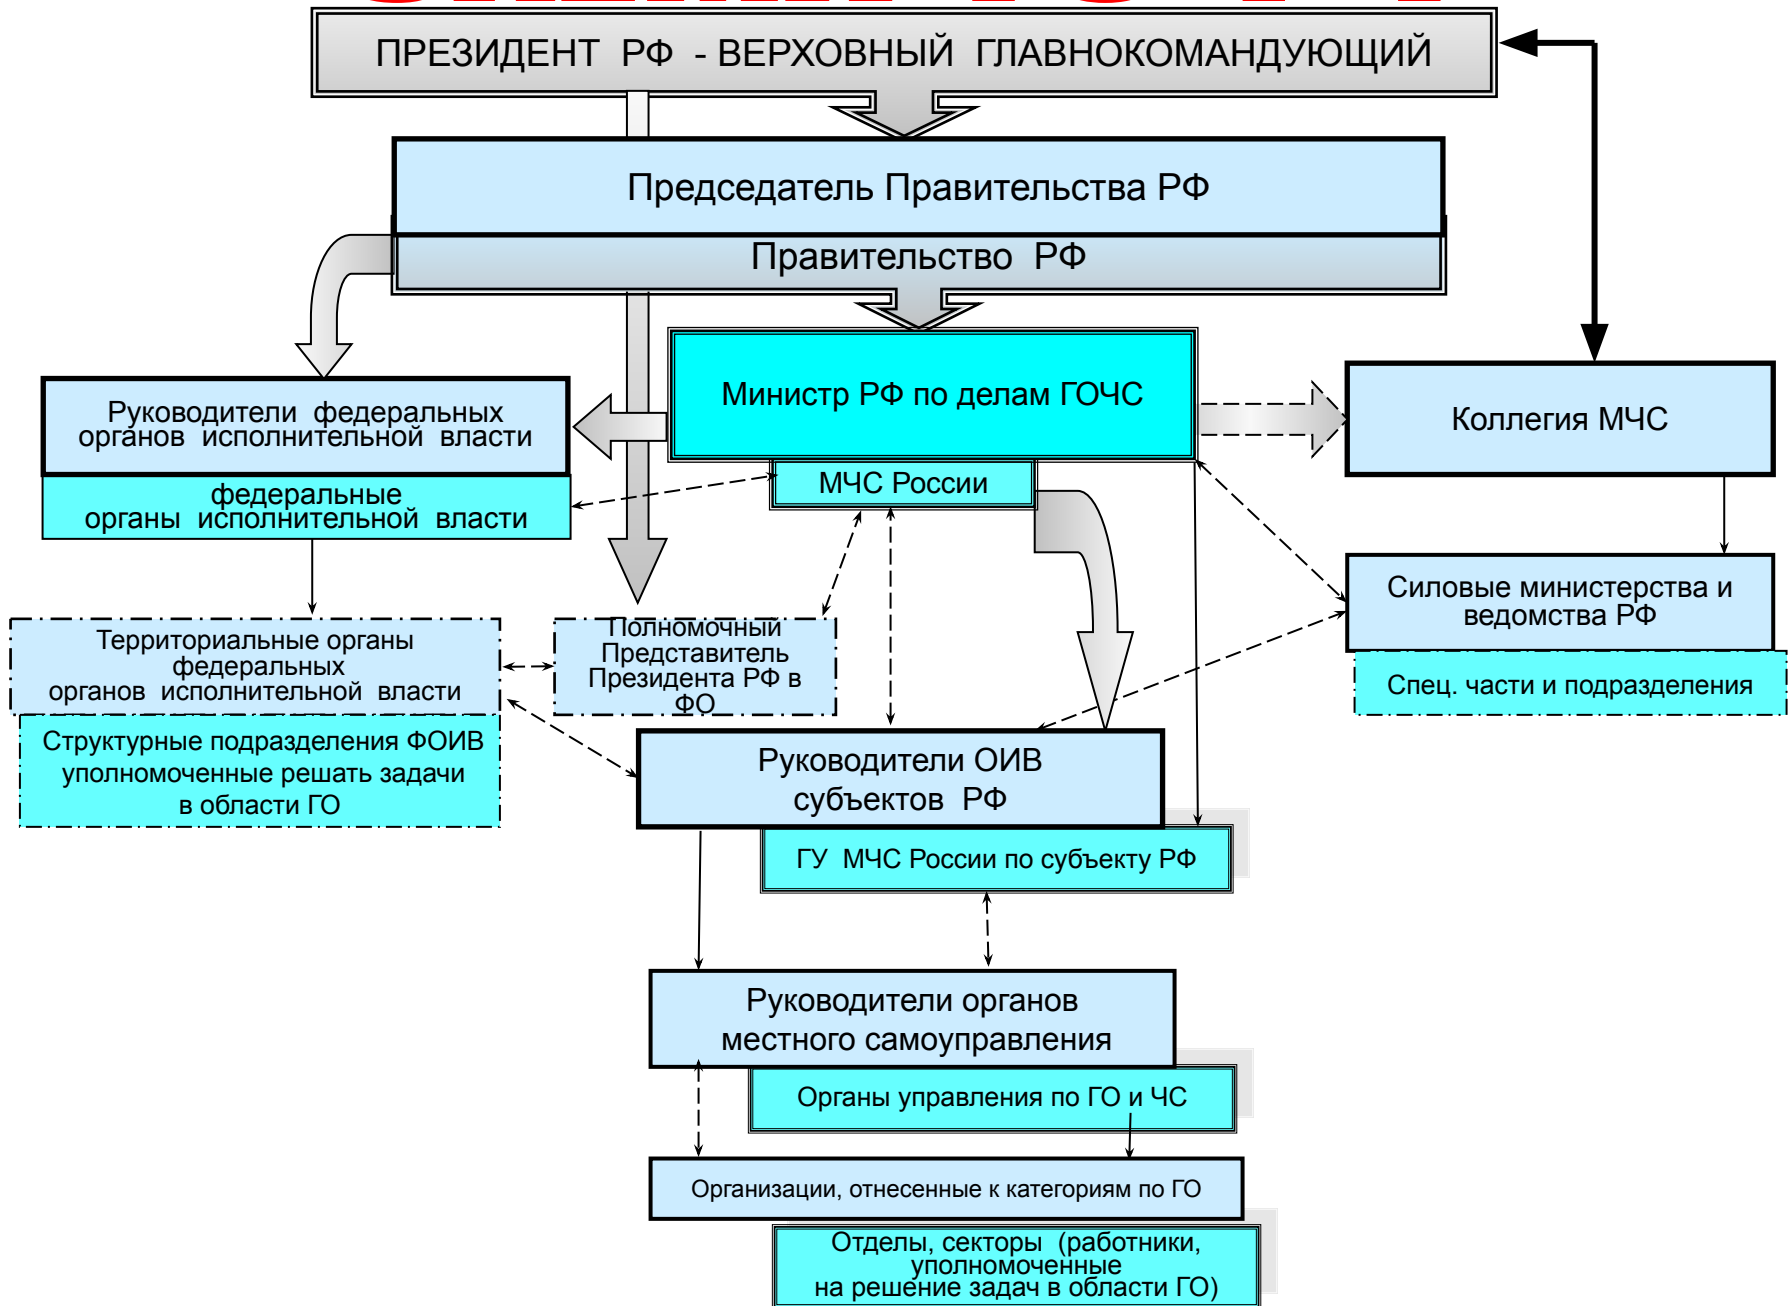 ПРЕЗИДЕНТ РФ - ВЕРХОВНЫЙ ГЛАВНОКОМАНДУЮЩИЙ
Председатель Правительства РФ
Правительство РФ
Министр РФ по делам ГОЧС
МЧС России
Руководители федеральных
органов исполнительной власти
федеральные
органы исполнительной власти
Коллегия МЧС
Силовые министерства и
ведомства РФ
Спец. части и подразделения
Территориальные органы
федеральных
органов исполнительной власти
Структурные подразделения ФОИВ
уполномоченные решать задачи
в области ГО
Полномочный
Представитель
Президента РФ в
ФО
Руководители ОИВ
субъектов РФ
ГУ МЧС России по субъекту РФ
Руководители органов
местного самоуправления
Органы управления по ГО и ЧС
Организации, отнесенные к категориям по ГО
Отделы, секторы (работники,
уполномоченные
на решение задач в области ГО)